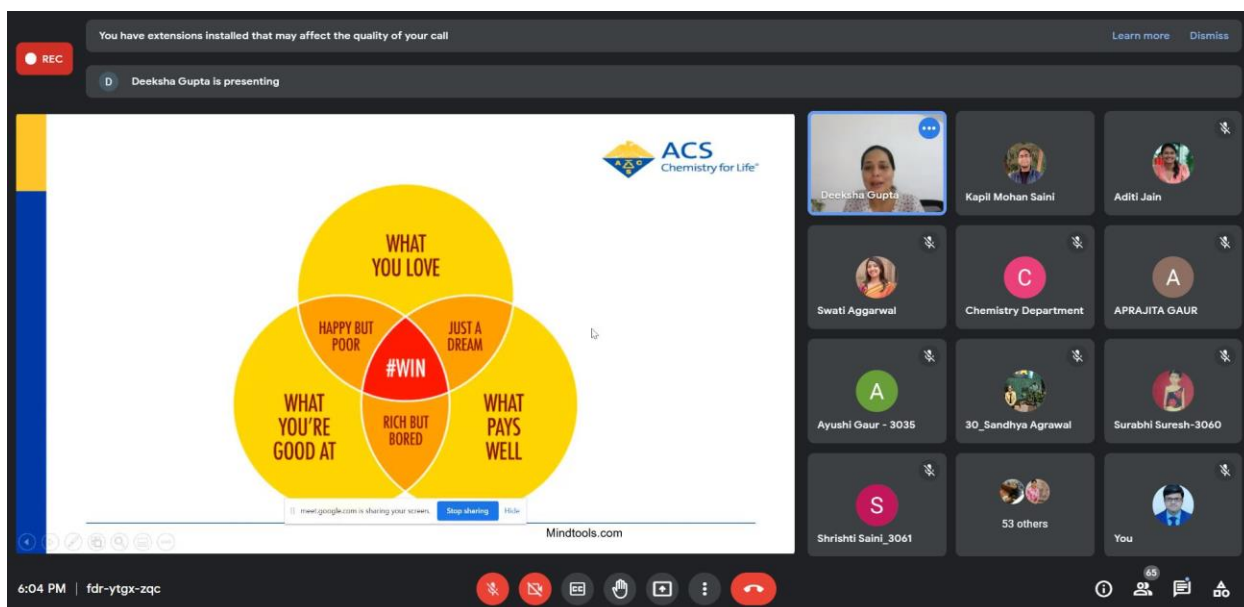 You have extensions installed that may affect the quality of your call
Learn more
Dismiss
REC
D
Deeksha Gupta is presenting
ACS
Chemistry for Life®
WHAT
YOU LOVE
HAPPY BUT
POOR
JUST A
DREAM
#WIN
WHAT
YOU'RE
GOOD AT
RICH BUT
BORED
WHAT
PAYS
WELL
meet.google.com is sharing your screen.
Stop sharing
Hide
Mindtools.com
Deeksha Gupta
Kapil Mohan Saini
Aditi Jain
Swati Aggarwal
C
Chemistry Department
A
APRAJITA GAUR
A
Ayushi Gaur - 3035
30_Sandhya Agrawal
Surabhi Suresh-3060
S
Shrishti Saini_3061
53 others
You
6:04 PM | fdr-ytgx-zqc
CC
65